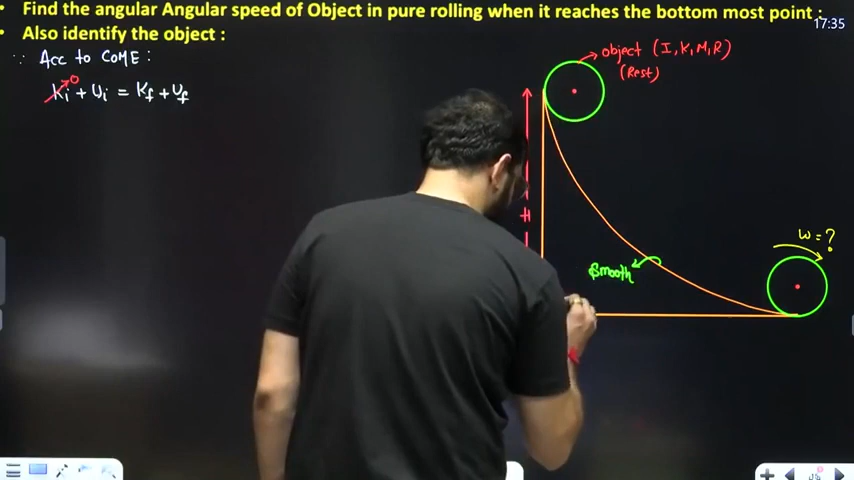 • Find the angular Angular speed of Object in pure rolling when it reaches the bottom most point :
17:35
• Also identify the object :
∵ Acc to COME :
Ki→0 + Ui = Kf + Uf
object (I, K, M, R)
(Rest)
H
ω = ?
Smooth